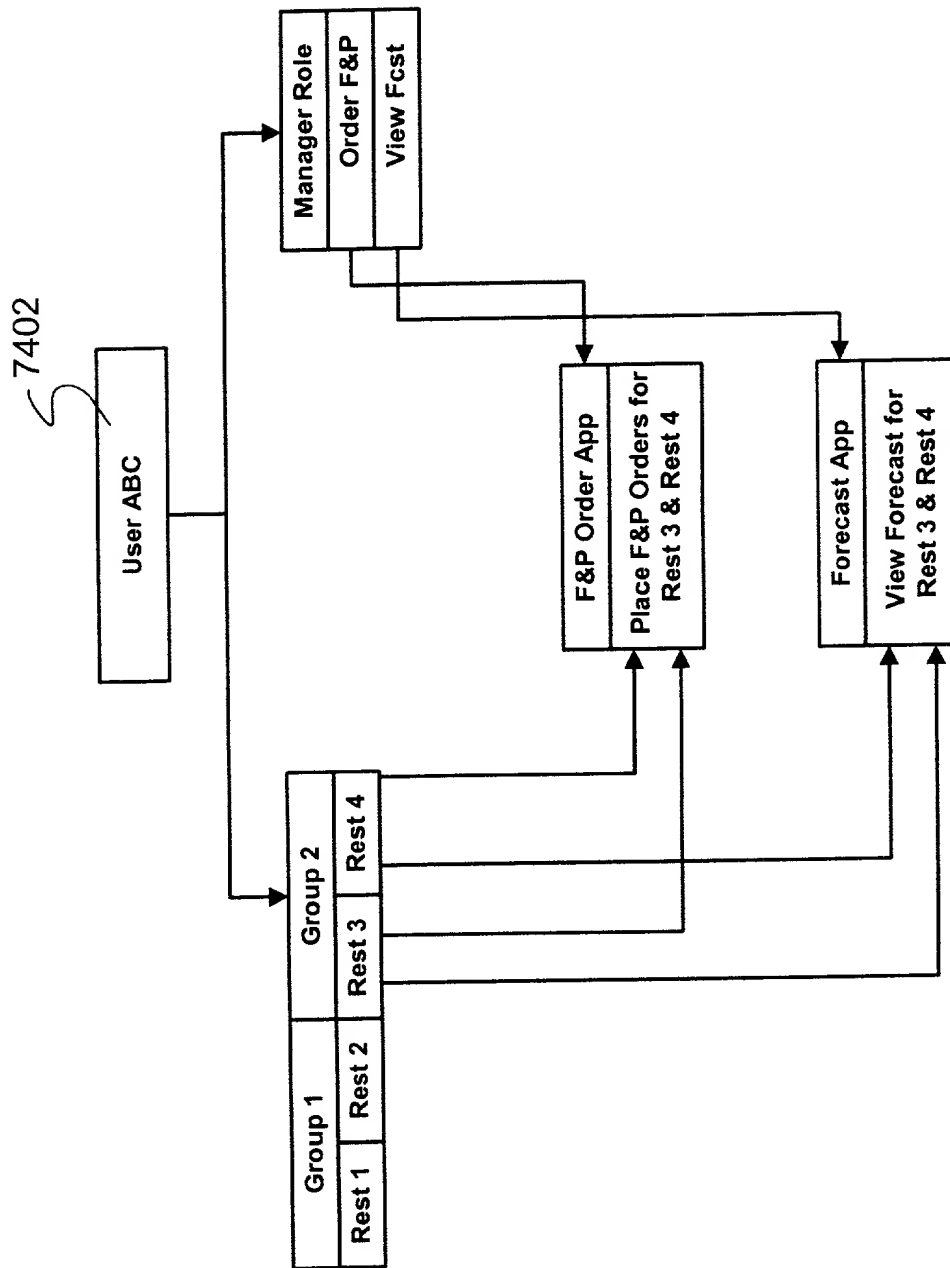 7402
User ABC
Group 1
Group 2
Rest 1
Rest 2
Rest 3
Rest 4
Manager Role
Order F&P
View Fcst
F&P Order App
Place F&P Orders for
Rest 3 & Rest 4
Forecast App
View Forecast for
Rest 3 & Rest 4